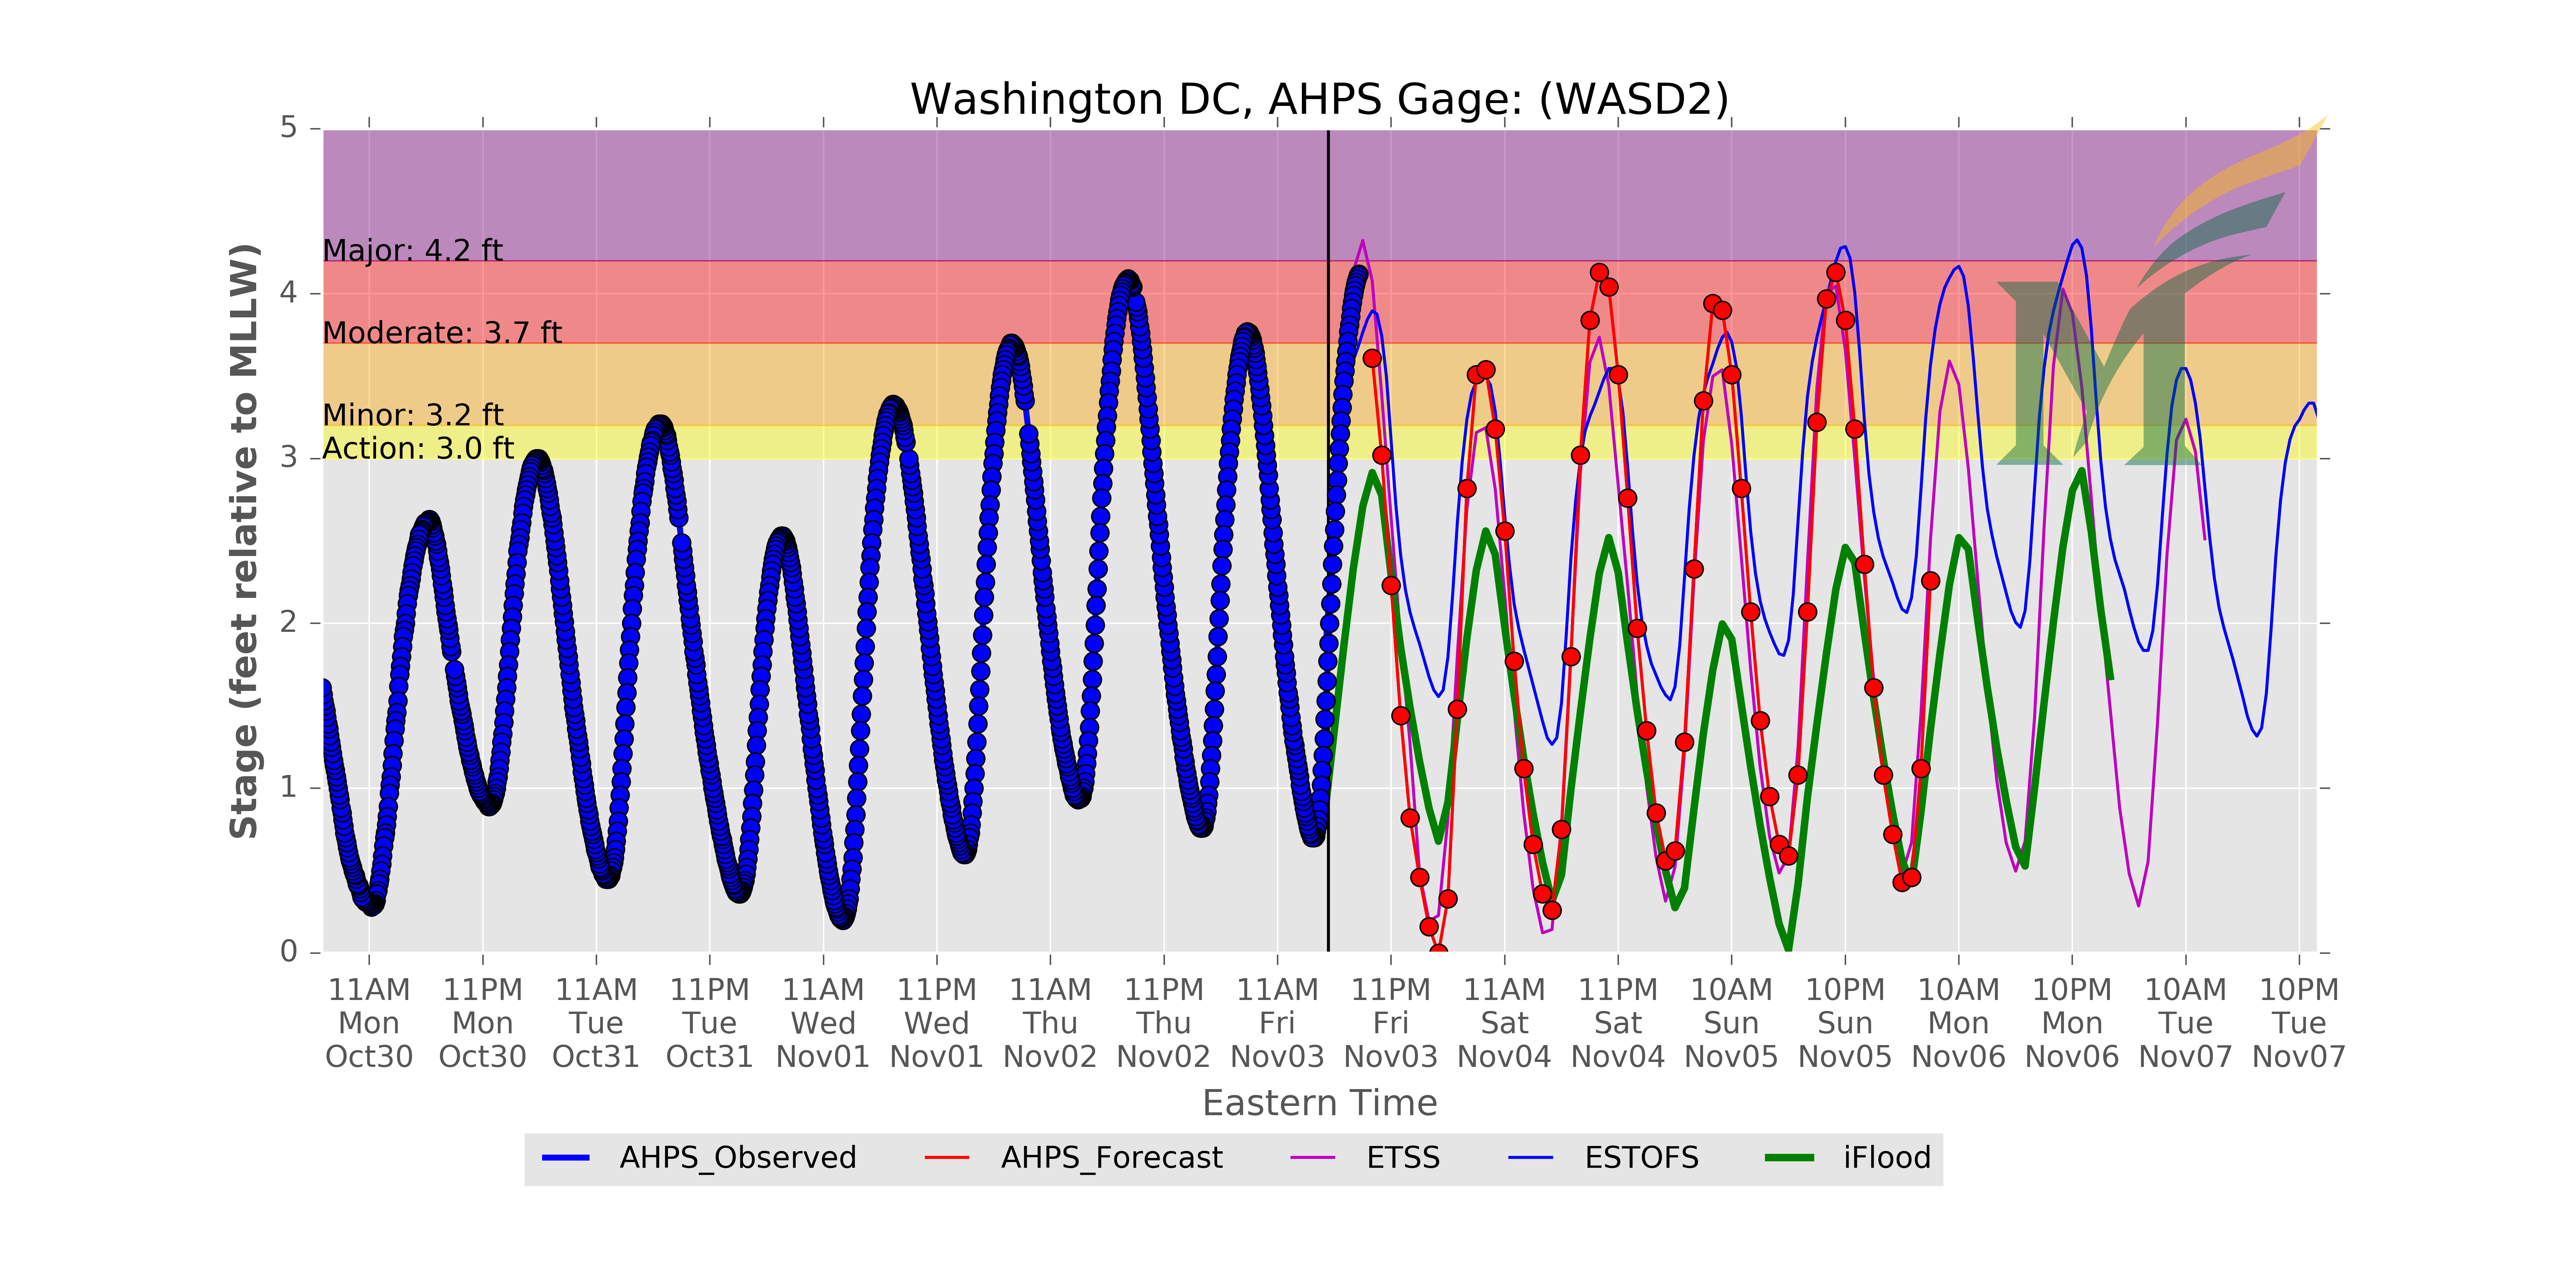 Washington DC, AHPS Gage: (WASD2)
Stage (feet relative to MLLW)
5
4
3
2
1
0
Major: 4.2 ft
Moderate: 3.7 ft
Minor: 3.2 ft
Action: 3.0 ft
11AM 11PM 11AM 11PM 11AM 11PM 11AM 11PM 11AM 11PM 11AM 11PM 10AM 10PM 10AM 10PM 10AM 10PM
Mon Mon Tue Tue Wed Wed Thu Thu Fri Fri Sat Sat Sun Sun Mon Mon Tue Tue
Oct30 Oct30 Oct31 Oct31 Nov01 Nov01 Nov02 Nov02 Nov03 Nov03 Nov04 Nov04 Nov05 Nov05 Nov06 Nov06 Nov07 Nov07
Eastern Time
AHPS_Observed AHPS_Forecast ETSS ESTOFS iFlood